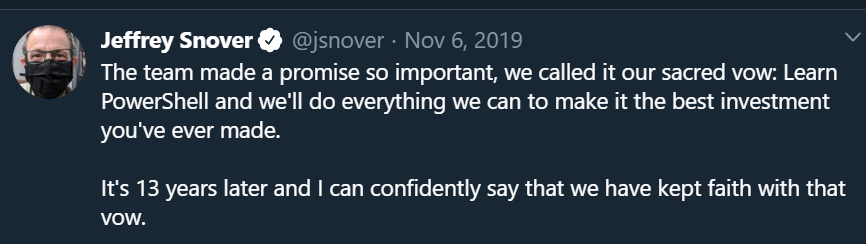 Jeffrey Snover @jsnover · Nov 6, 2019
The team made a promise so important, we called it our sacred vow: Learn
PowerShell and we'll do everything we can to make it the best investment
you've ever made.
It's 13 years later and I can confidently say that we have kept faith with that
vow.